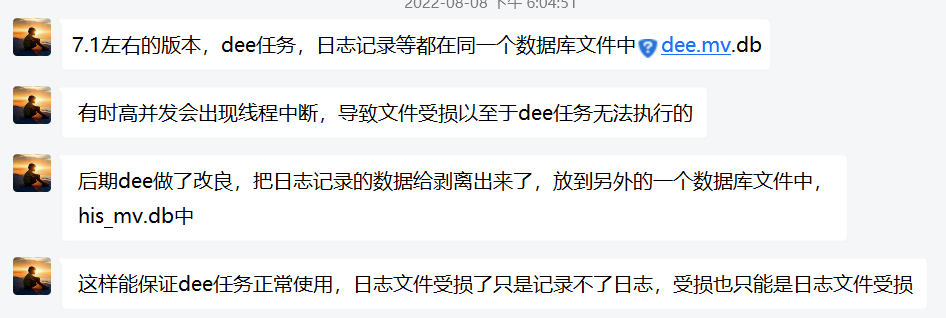 2022-08-08 下午 6:04:51
7.1左右的版本，dee任务，日志记录等都在同一个数据库文件中dee.mv.db
有时高并发会出现线程中断，导致文件受损以至于dee任务无法执行的
后期dee做了改良，把日志记录的数据给剥离出来了，放到另外的一个数据库文件中，
his_mv.db中
这样能保证dee任务正常使用，日志文件受损了只是记录不了日志，受损也只能是日志文件受损